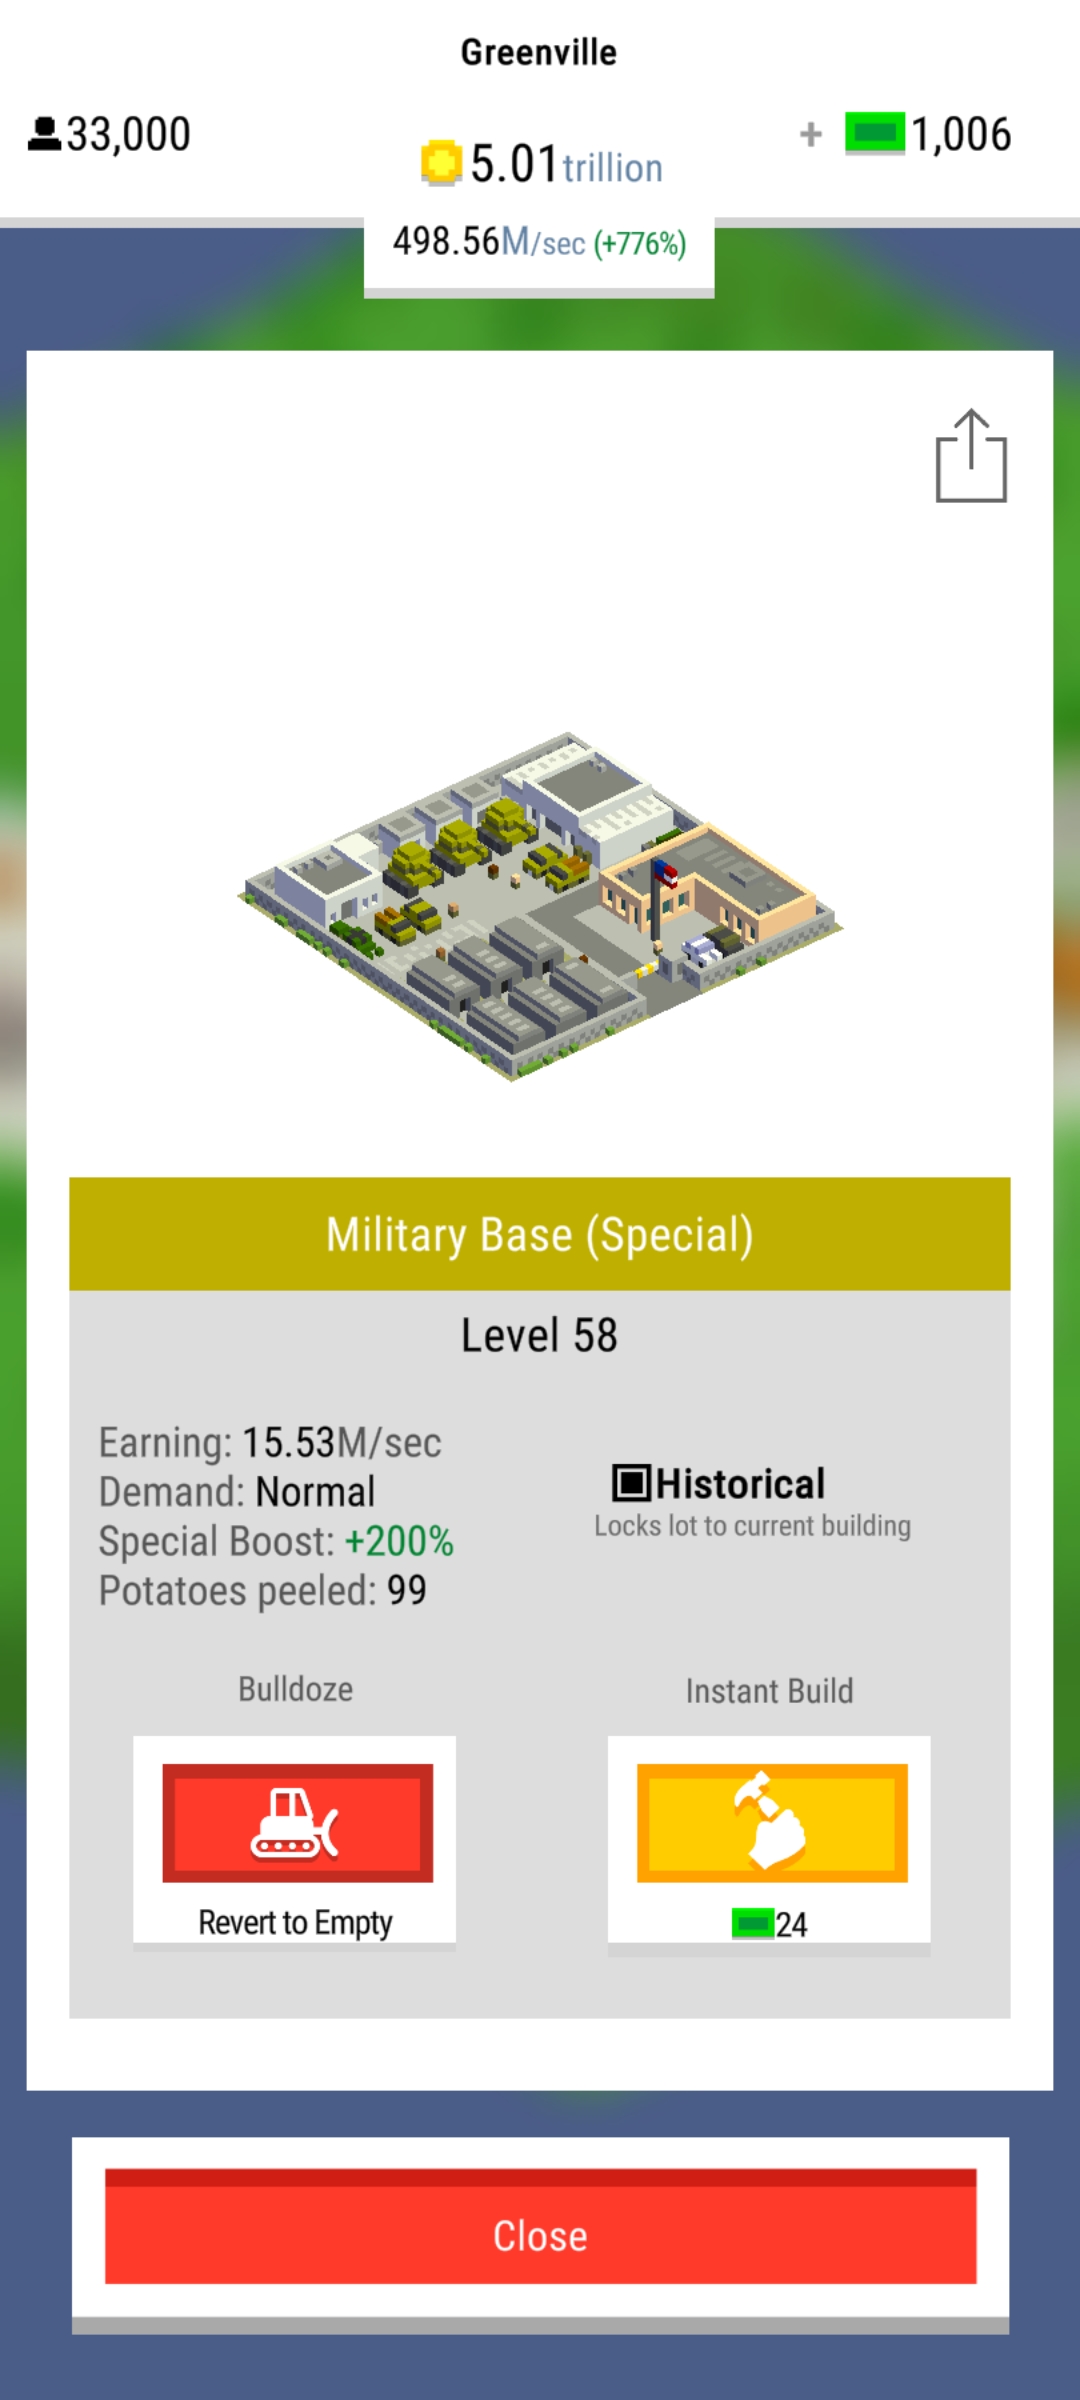 Greenville
33,000
5.01 trillion
+ 1,006
498.56M/sec (+776%)
Military Base (Special)
Level 58
Earning: 15.53M/sec
Demand: Normal
Special Boost: +200%
Potatoes peeled: 99
Historical
Locks lot to current building
Bulldoze
Revert to Empty
Instant Build
24
Close